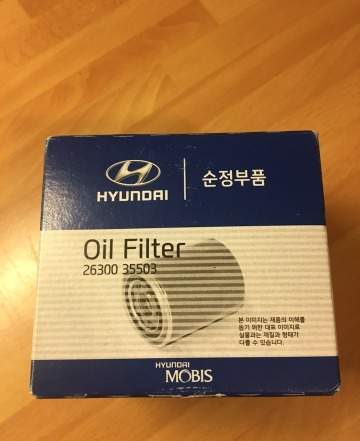 HYUNDAI
순정부품
Oil Filter
26300 35503
본 이미지는 제품의 이해를
돕기 위한 대표 이미지로
실물과는 재질과 형태가
다를 수 있습니다.
HYUNDAI
MOBIS